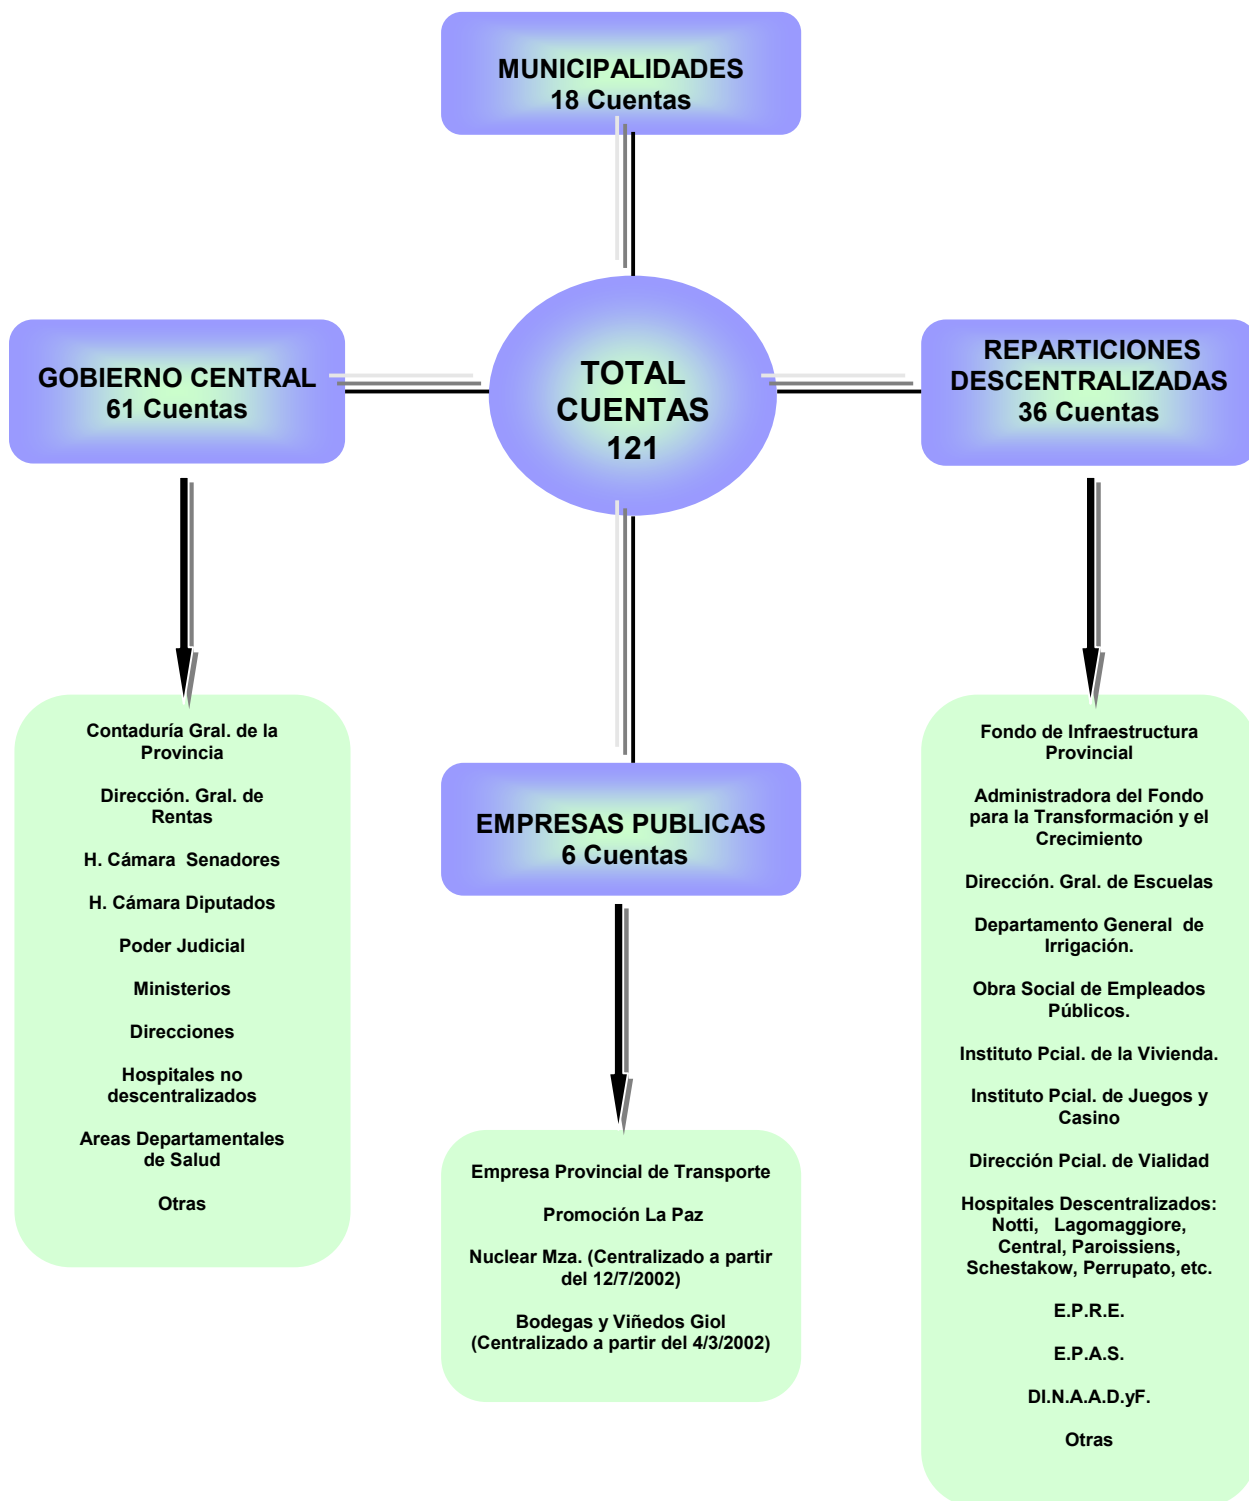 MUNICIPALIDADES
18 Cuentas
GOBIERNO CENTRAL
61 Cuentas
TOTAL
CUENTAS
121
REPARTICIONES
DESCENTRALIZADAS
36 Cuentas
Contaduría Gral. de la
Provincia
Dirección. Gral. de
Rentas
H. Cámara Senadores
H. Cámara Diputados
Poder Judicial
Ministerios
Direcciones
Hospitales no
descentralizados
Areas Departamentales
de Salud
Otras
EMPRESAS PUBLICAS
6 Cuentas
Empresa Provincial de Transporte
Promoción La Paz
Nuclear Mza. (Centralizado a partir
del 12/7/2002)
Bodegas y Viñedos Giol
(Centralizado a partir del 4/3/2002)
Fondo de Infraestructura
Provincial
Administradora del Fondo
para la Transformación y el
Crecimiento
Dirección. Gral. de Escuelas
Departamento General de
Irrigación.
Obra Social de Empleados
Públicos.
Instituto Pcial. de la Vivienda.
Instituto Pcial. de Juegos y
Casino
Dirección Pcial. de Vialidad
Hospitales Descentralizados:
Notti, Lagomaggiore,
Central, Paroissiens,
Schestakow, Perrupato, etc.
E.P.R.E.
E.P.A.S.
DI.N.A.A.D.yF.
Otras